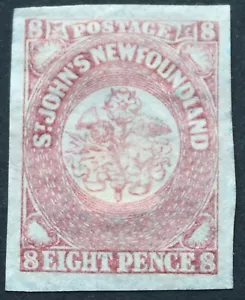 8 POSTAGE 8
ST. JOHN'S NEWFOUNDLAND
8 EIGHT PENCE 8